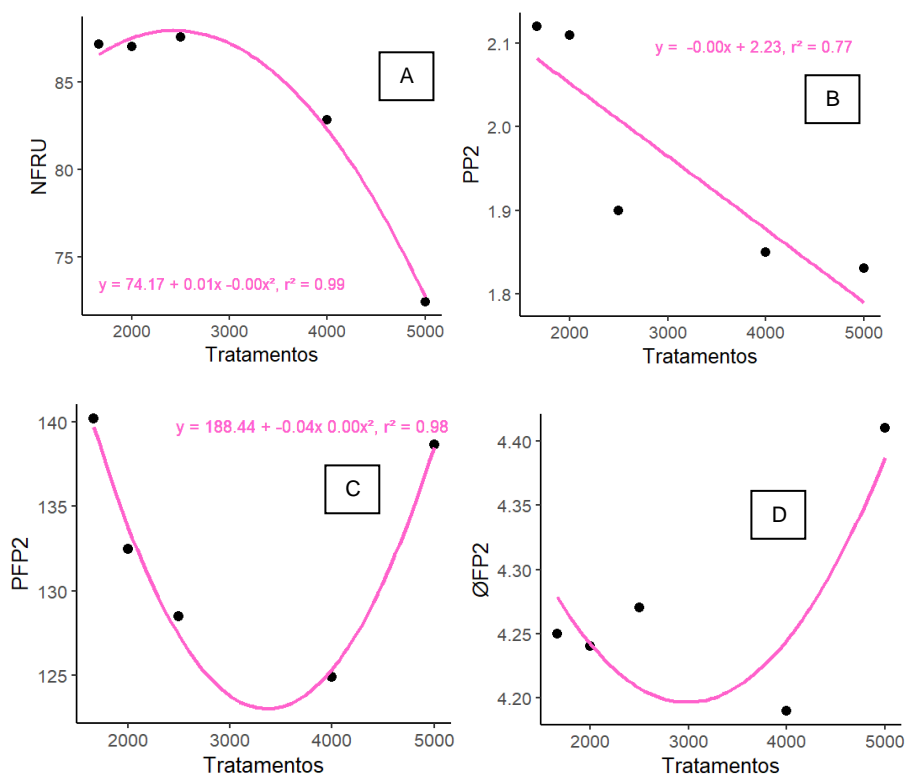 NFRU
85
80
75
A
y = 74.17 + 0.01x -0.00x², r² = 0.99
2000 3000 4000 5000
Tratamentos
PP2
2.1
2.0
1.9
1.8
y = -0.00x + 2.23, r² = 0.77
B
2000 3000 4000 5000
Tratamentos
PFP2
140
135
130
125
y = 188.44 + -0.04x 0.00x², r² = 0.98
C
2000 3000 4000 5000
Tratamentos
ØFP2
4.40
4.35
4.30
4.25
4.20
D
2000 3000 4000 5000
Tratamentos